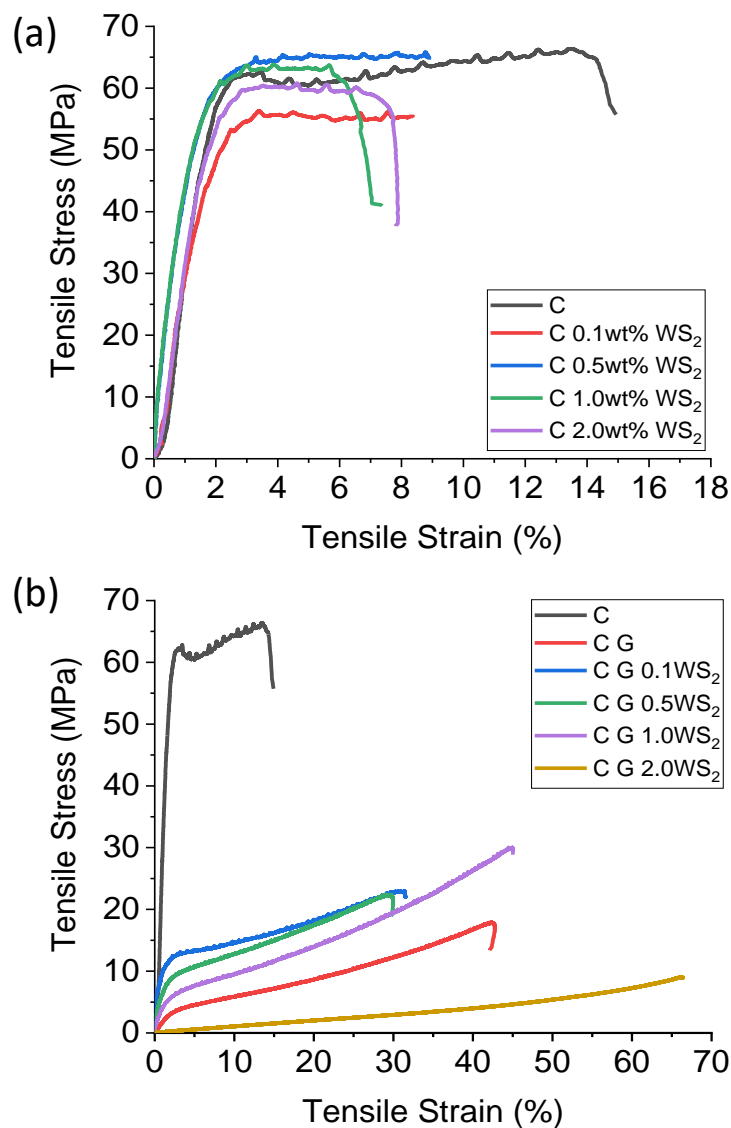 (a)
70
60
50
40
30
20
10
0
Tensile Stress (MPa)
C
C 0.1wt% WS₂
C 0.5wt% WS₂
C 1.0wt% WS₂
C 2.0wt% WS₂
0 2 4 6 8 10 12 14 16 18
Tensile Strain (%)
(b)
70
60
50
40
30
20
10
0
Tensile Stress (MPa)
C
C G
C G 0.1WS₂
C G 0.5WS₂
C G 1.0WS₂
C G 2.0WS₂
0 10 20 30 40 50 60 70
Tensile Strain (%)